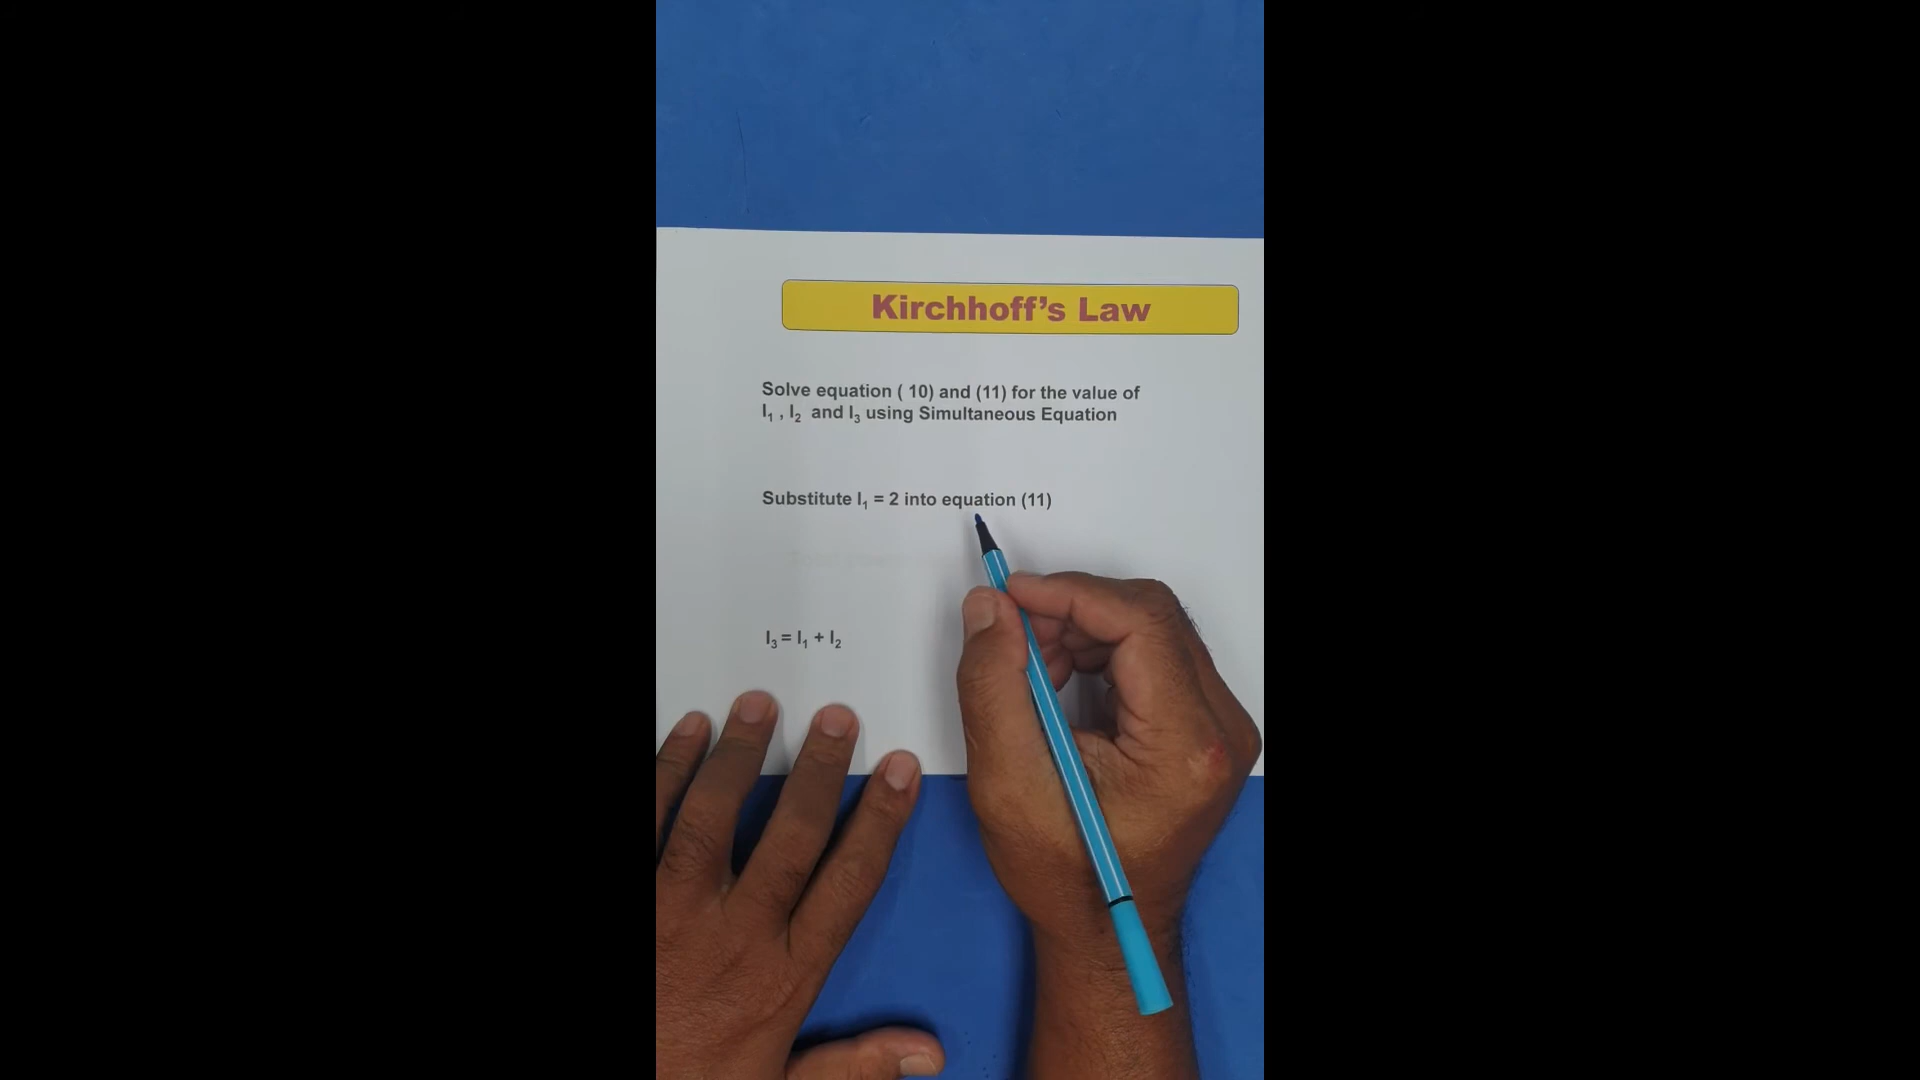 Kirchhoff's Law
Solve equation ( 10) and (11) for the value of
I₁ , I₂ and I₃ using Simultaneous Equation
Substitute I₁ = 2 into equation (11)
I₃ = I₁ + I₂